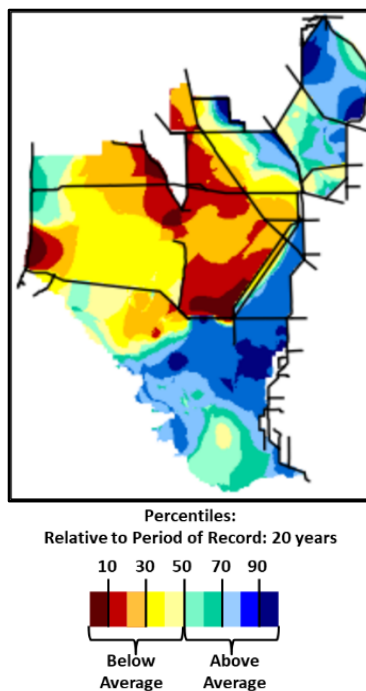 Percentiles:
Relative to Period of Record: 20 years
10 30 50 70 90
Below Above
Average Average